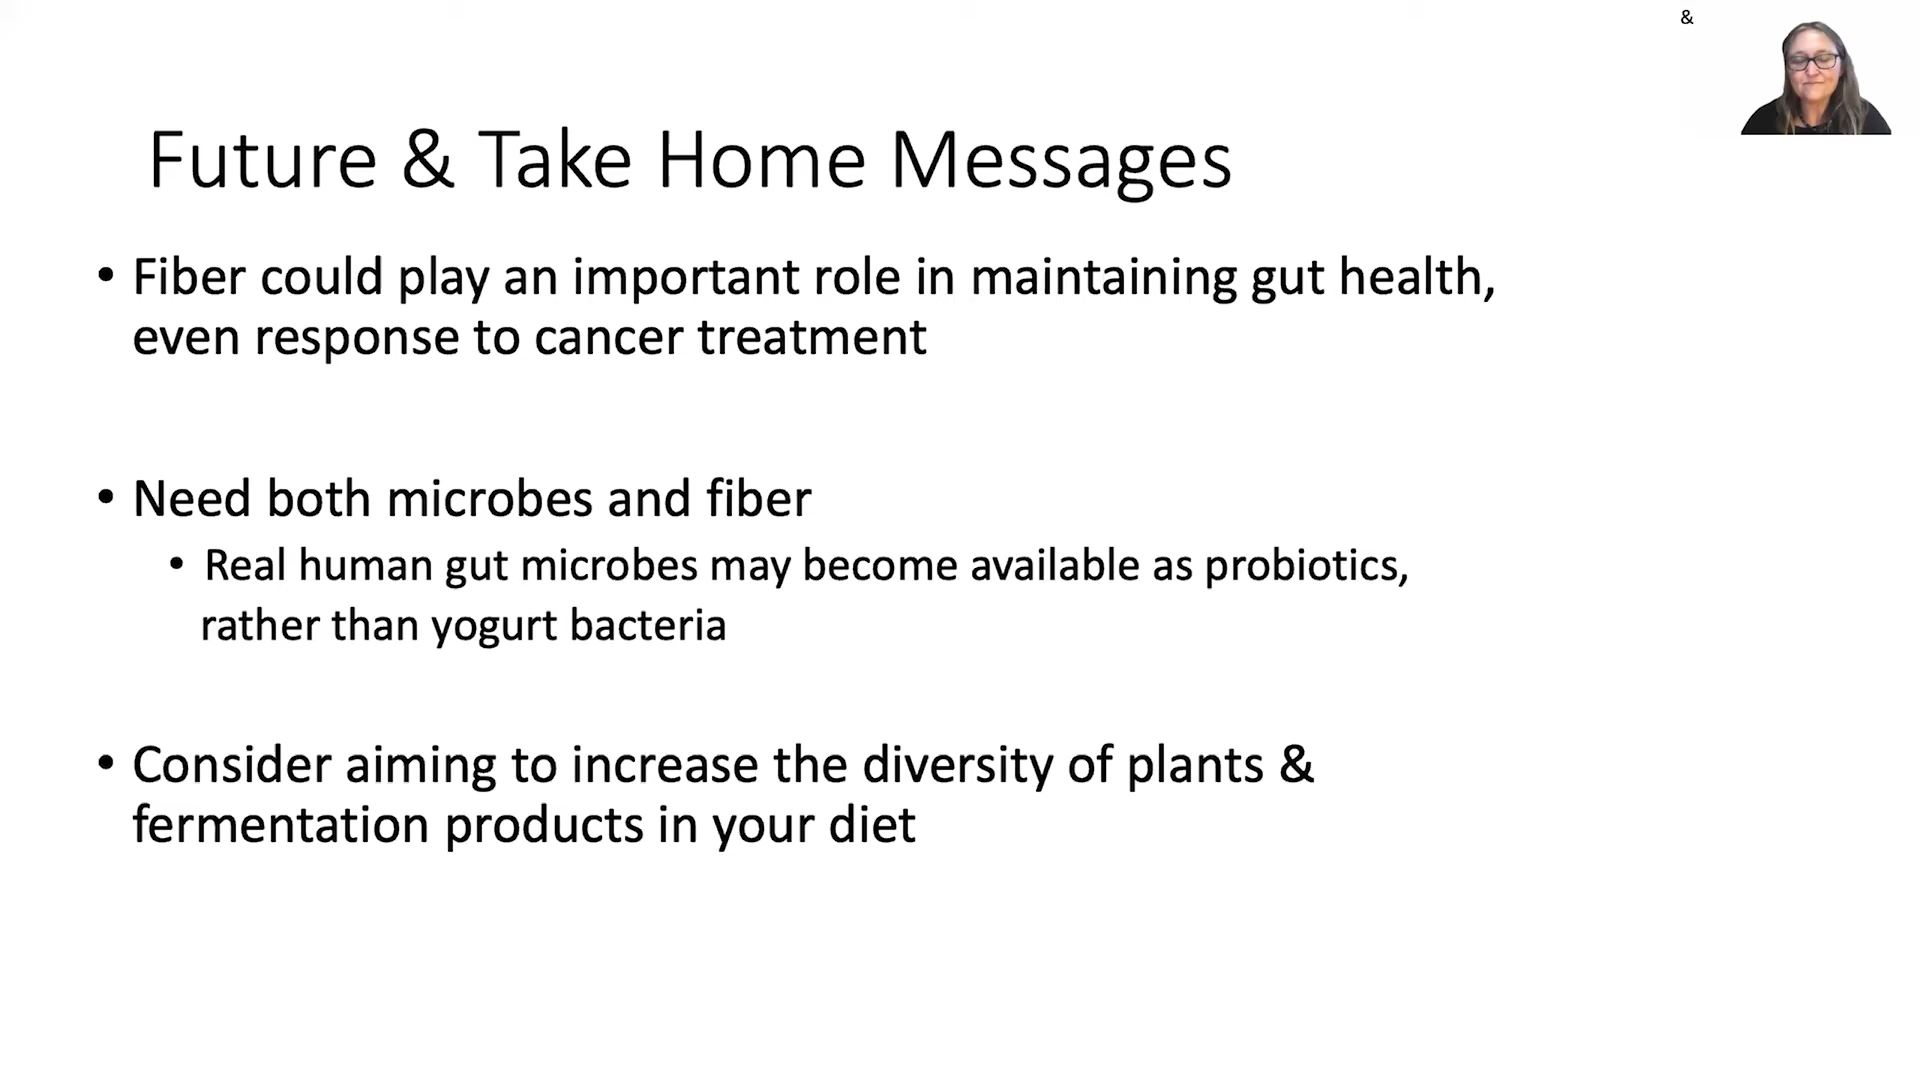 &
Future & Take Home Messages
• Fiber could play an important role in maintaining gut health,
even response to cancer treatment
• Need both microbes and fiber
• Real human gut microbes may become available as probiotics,
rather than yogurt bacteria
• Consider aiming to increase the diversity of plants &
fermentation products in your diet